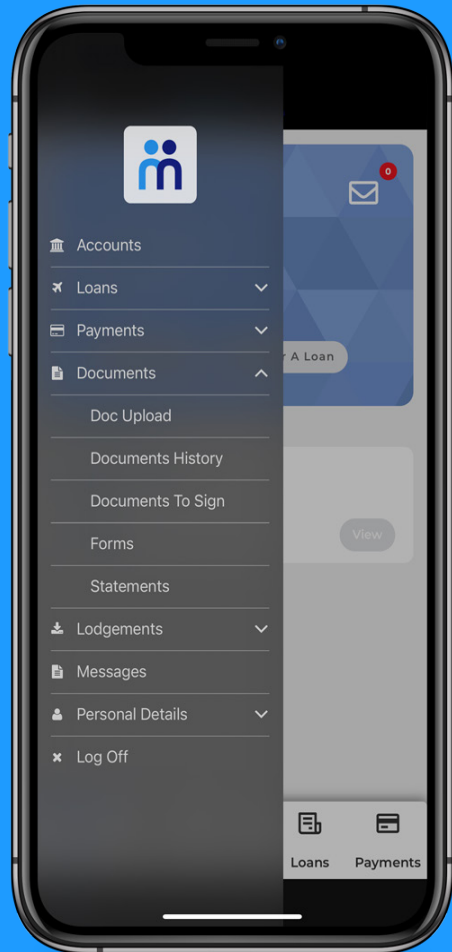 0
Accounts
Loans
Payments
r A Loan
Documents
Doc Upload
Documents History
Documents To Sign
View
Forms
Statements
Lodgements
Messages
Personal Details
Log Off
Loans
Payments